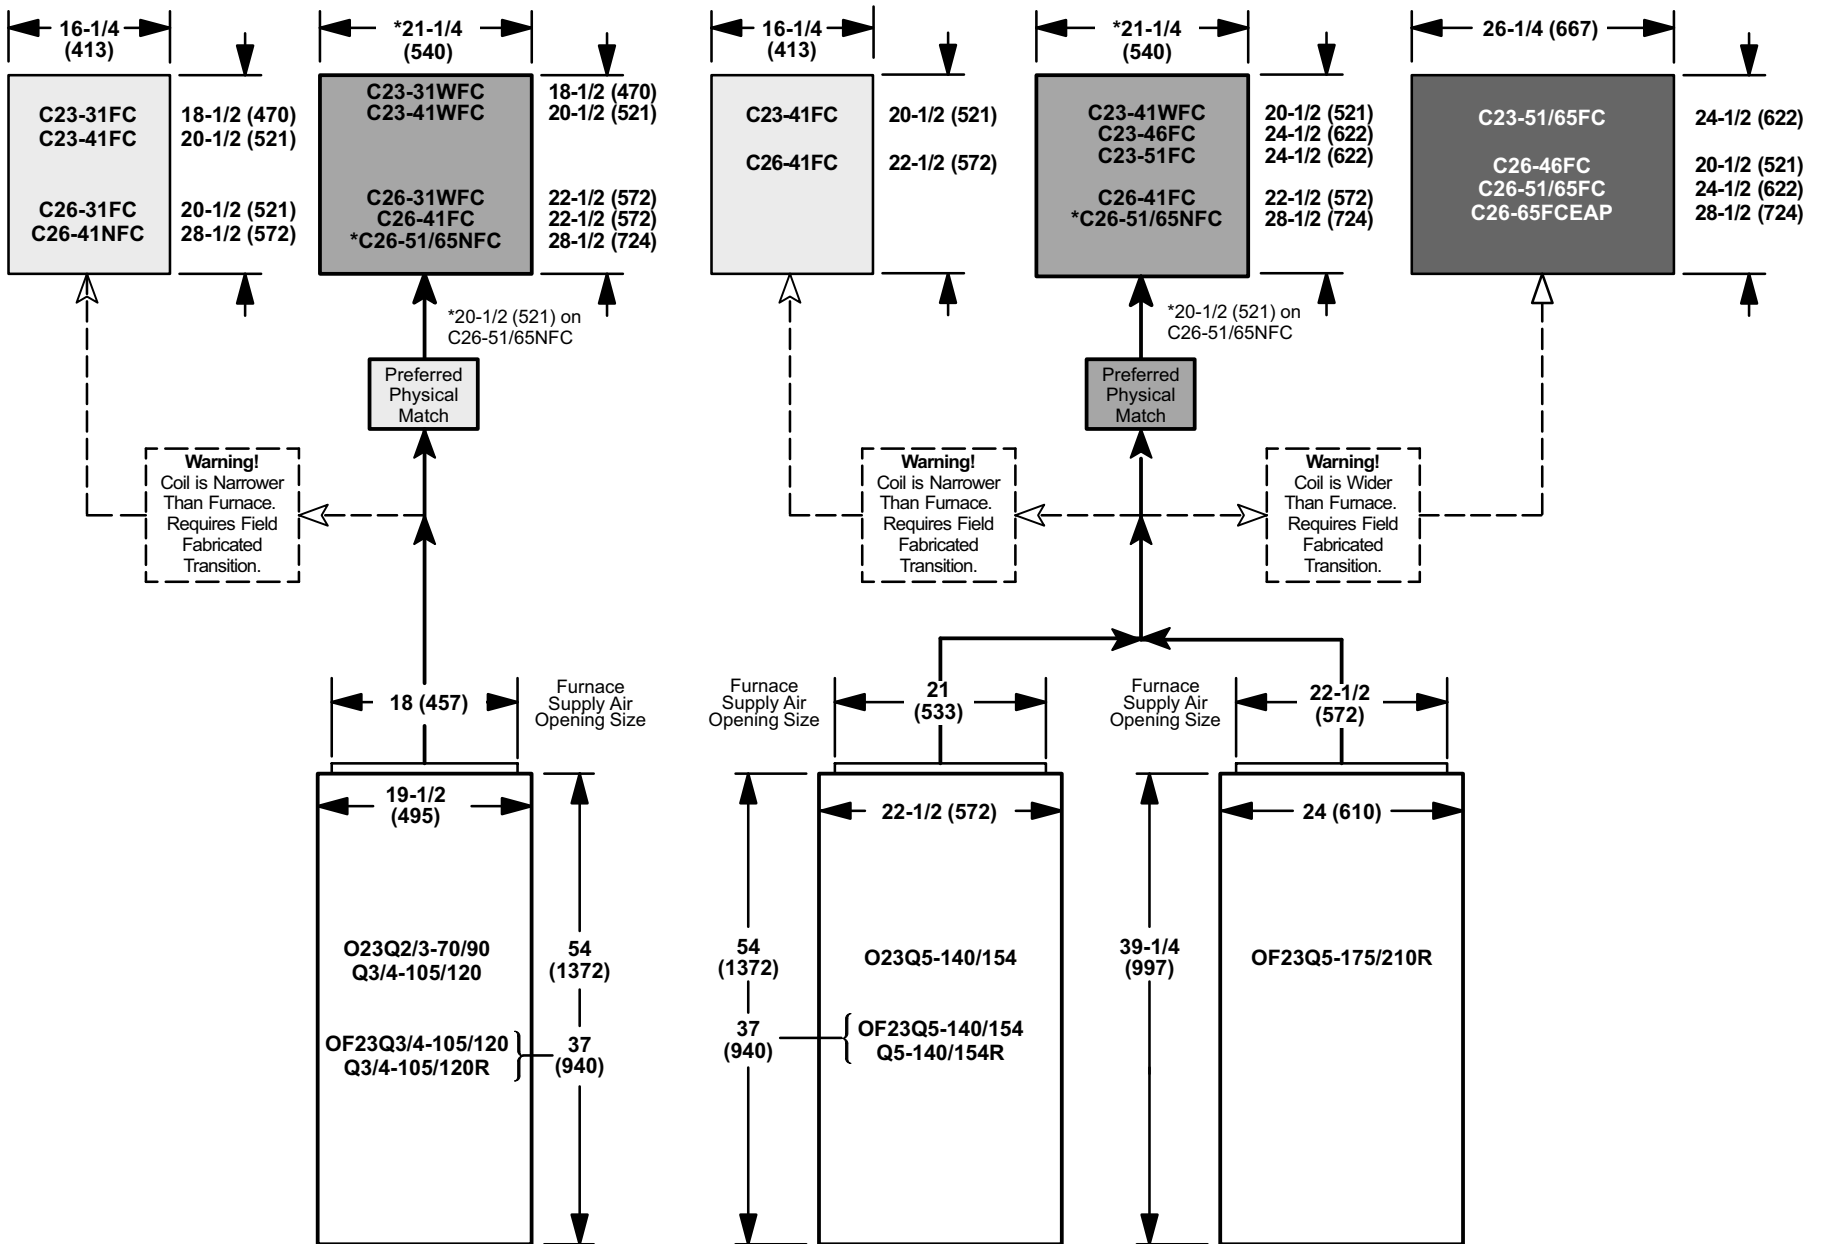 16-1/4
(413)
C23-31FC
C23-41FC
C26-31FC
C26-41NFC
18-1/2 (470)
20-1/2 (521)
20-1/2 (521)
28-1/2 (572)
*21-1/4
(540)
C23-31WFC
C23-41WFC
C26-31WFC
C26-41FC
*C26-51/65NFC
18-1/2 (470)
20-1/2 (521)
22-1/2 (572)
22-1/2 (572)
28-1/2 (724)
*20-1/2 (521) on
C26-51/65NFC
Preferred
Physical
Match
Warning!
Coil is Narrower
Than Furnace.
Requires Field
Fabricated
Transition.
16-1/4
(413)
C23-41FC
C26-41FC
20-1/2 (521)
22-1/2 (572)
*21-1/4
(540)
C23-41WFC
C23-46FC
C23-51FC
C26-41FC
*C26-51/65NFC
20-1/2 (521)
24-1/2 (622)
24-1/2 (622)
22-1/2 (572)
28-1/2 (724)
26-1/4 (667)
C23-51/65FC
C26-46FC
C26-51/65FC
C26-65FCEAP
24-1/2 (622)
20-1/2 (521)
24-1/2 (622)
28-1/2 (724)
*20-1/2 (521) on
C26-51/65NFC
Preferred
Physical
Match
Warning!
Coil is Narrower
Than Furnace.
Requires Field
Fabricated
Transition.
Warning!
Coil is Wider
Than Furnace.
Requires Field
Fabricated
Transition.
18 (457)
Furnace
Supply Air
Opening Size
19-1/2
(495)
O23Q2/3-70/90
Q3/4-105/120
54
(1372)
OF23Q3/4-105/120
Q3/4-105/120R
37
(940)
Furnace
Supply Air
Opening Size
21
(533)
22-1/2 (572)
54
(1372)
O23Q5-140/154
37
(940)
OF23Q5-140/154
Q5-140/154R
Furnace
Supply Air
Opening Size
22-1/2
(572)
24 (610)
39-1/4
(997)
OF23Q5-175/210R